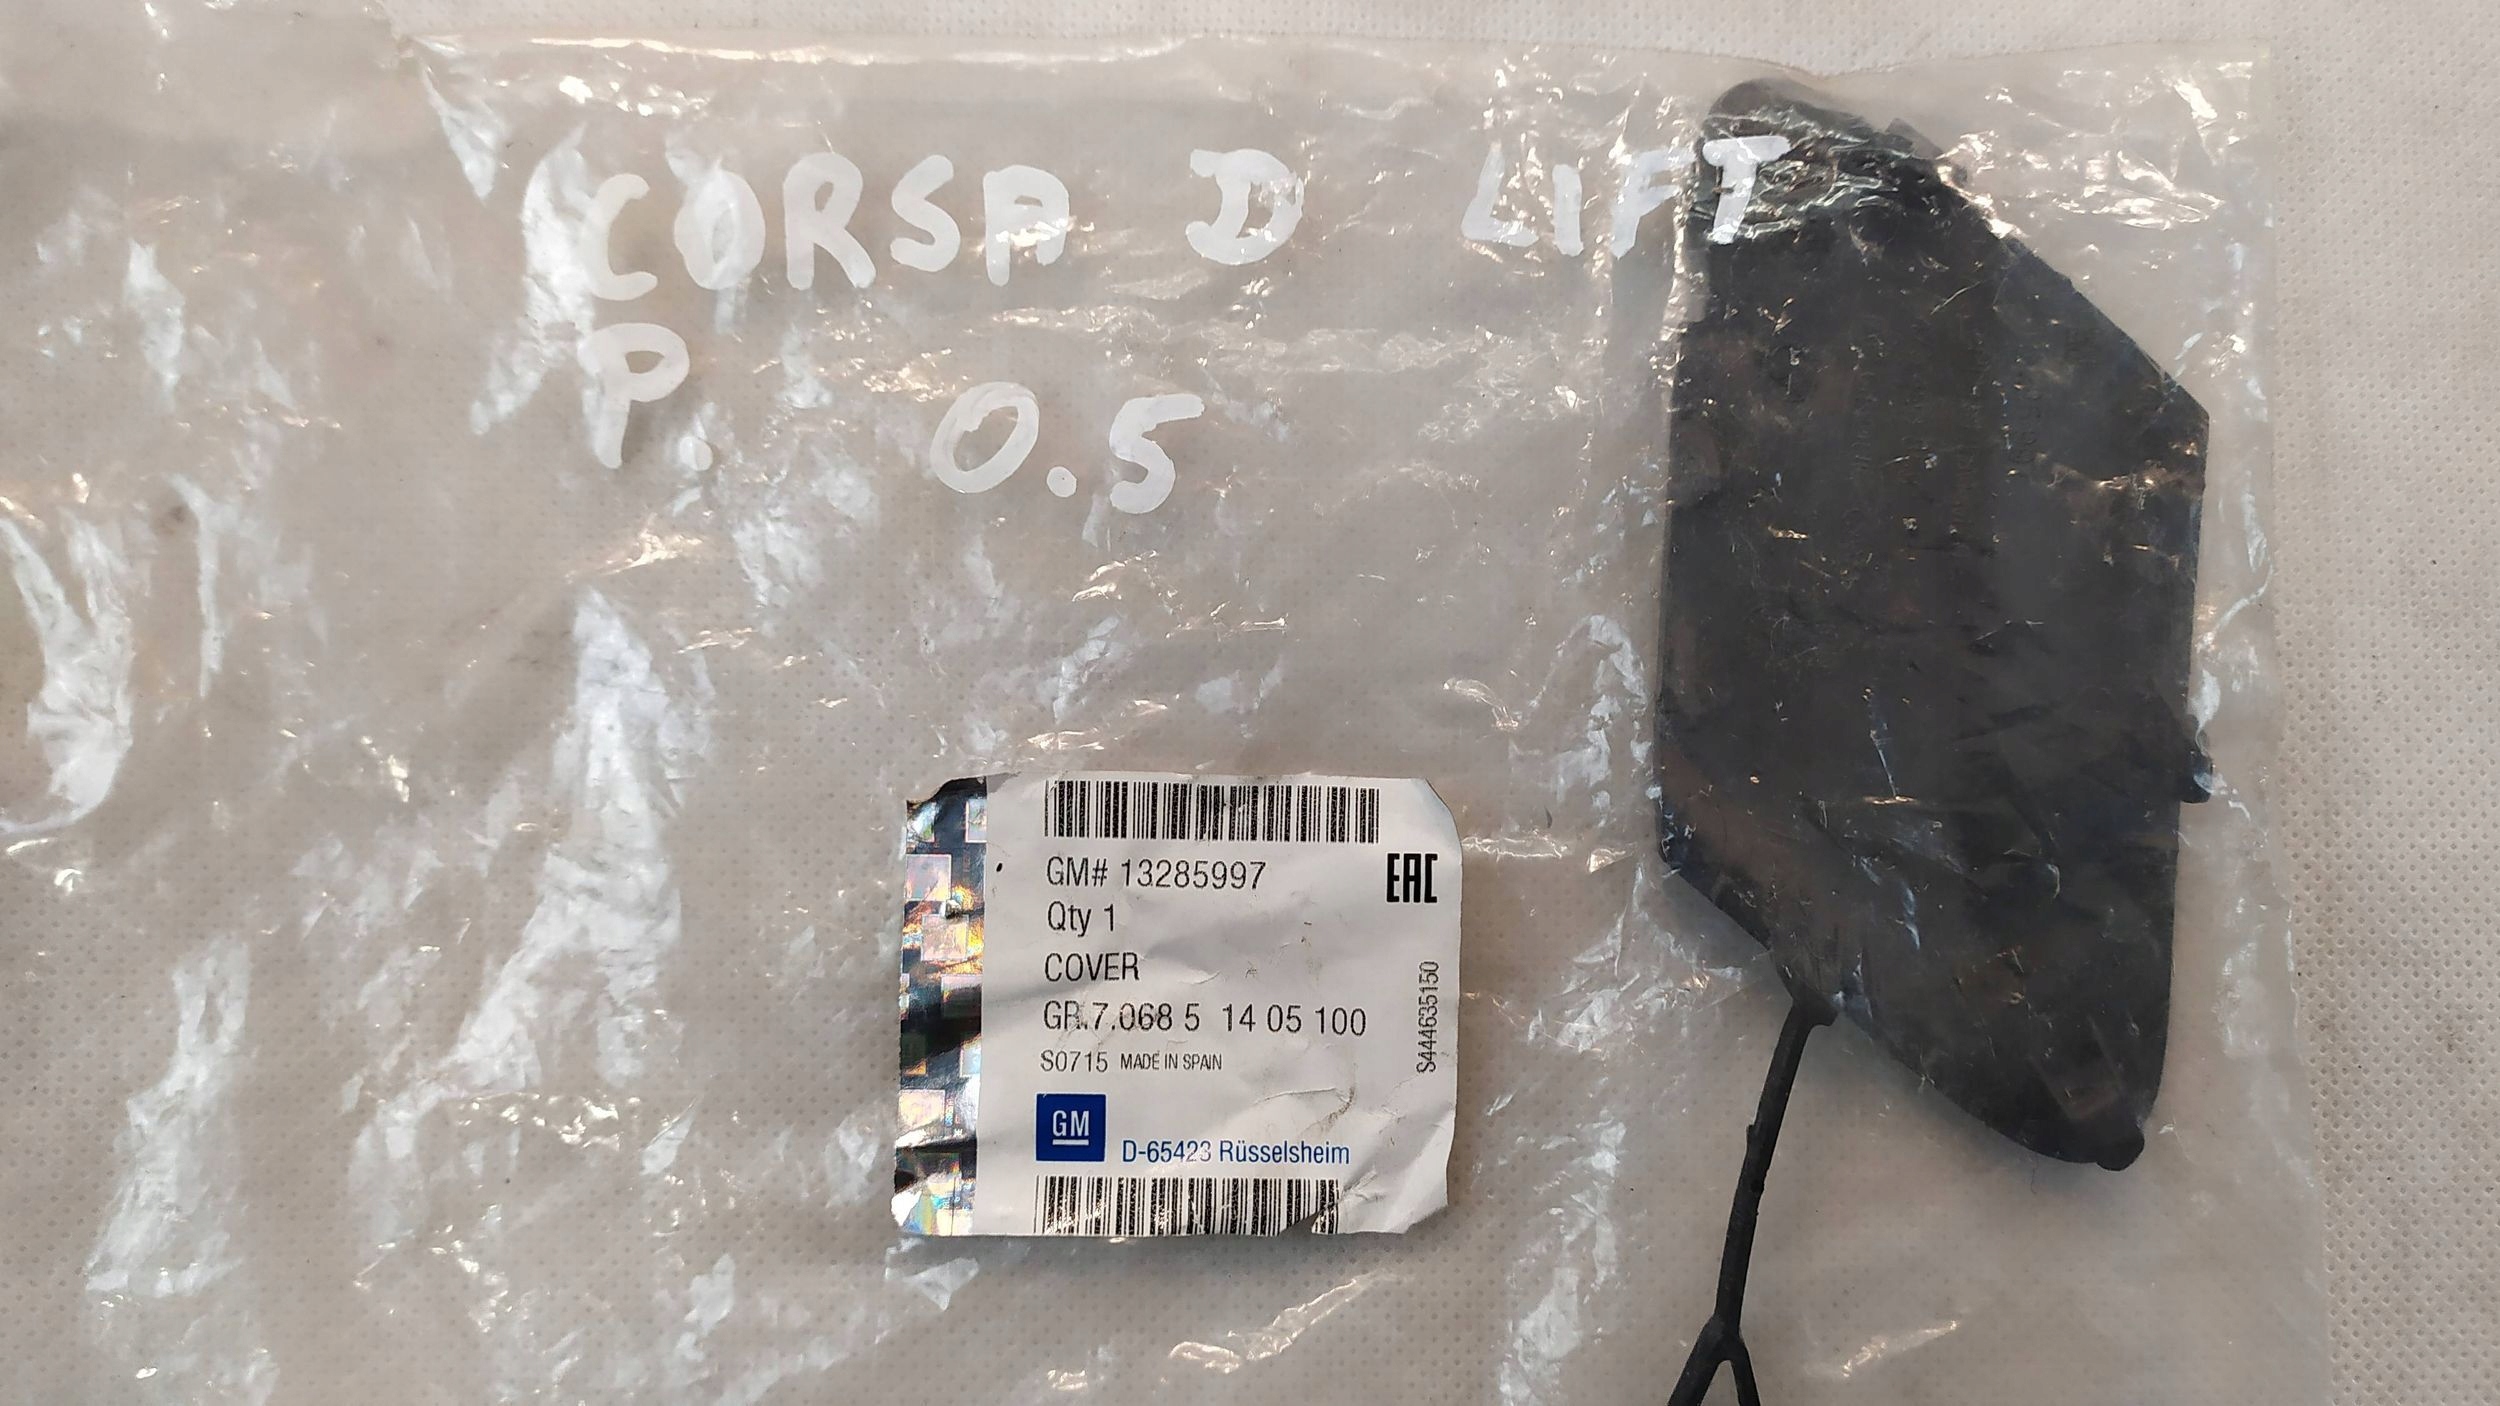 CORSA D LIFT
P. 0.5
GM# 13285997
EAC
Qty 1
COVER
GR.7.068 5 14 05 100
S0715 MADE IN SPAIN
S444635150
GM
D-65423 Rüsselsheim